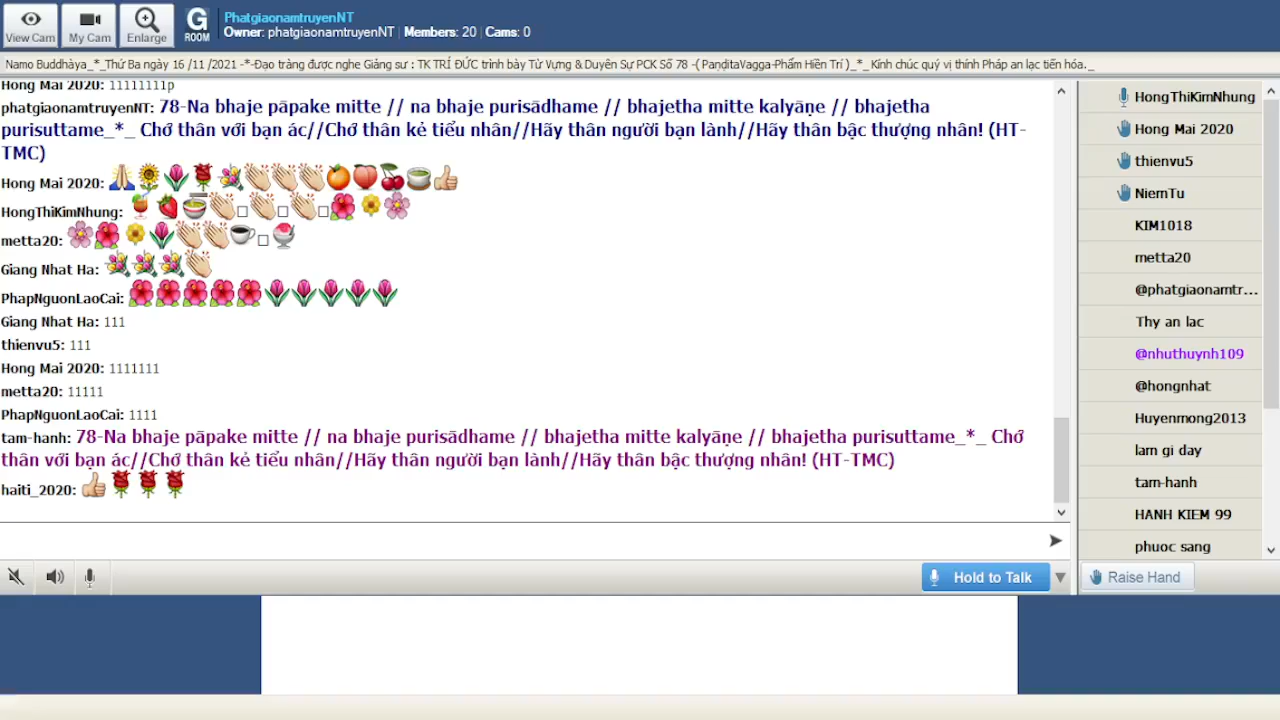 View Cam
My Cam
Enlarge
G
ROOM
PhatgiaonamtruyenNT
Owner: phatgiaonamtruyenNT | Members: 20 | Cams: 0
Namo Buddhàya_*_Thứ Ba ngày 16 /11 /2021 -*-Đạo tràng được nghe Giảng sư : TK TRÍ ĐỨC trình bày Từ Vựng & Duyên Sự PCK Số 78 -( PaṇḍitaVagga-Phẩm Hiền Trí )_*_ Kính chúc quý vị thính Pháp an lạc tiến hóa._
Hong Mai 2020: 11111111p
phatgiaonamtruyenNT: 78-Na bhaje pāpake mitte // na bhaje purisādhame // bhajetha mitte kalyāṇe // bhajetha
purisuttame_*_ Chớ thân với bạn ác//Chớ thân kẻ tiểu nhân//Hãy thân người bạn lành//Hãy thân bậc thượng nhân! (HT-
TMC)
Hong Mai 2020: 🙏🌻🌷🌹💐👏👏👏🍊🍑🍒🍵👍
HongThiKimNhung: 🍹🍓🍲👏□👏□👏□🌺🌼🌸
metta20: 🌸🌺🌼🌷👏👏☕□🍨
Giang Nhat Ha: 💐💐💐👏
PhapNguonLaoCai: 🌺🌺🌺🌺🌺🌷🌷🌷🌷🌷
Giang Nhat Ha: 111
thienvu5: 111
Hong Mai 2020: 1111111
metta20: 11111
PhapNguonLaoCai: 1111
tam-hanh: 78-Na bhaje pāpake mitte // na bhaje purisādhame // bhajetha mitte kalyāṇe // bhajetha purisuttame_*_ Chớ
thân với bạn ác//Chớ thân kẻ tiểu nhân//Hãy thân người bạn lành//Hãy thân bậc thượng nhân! (HT-TMC)
haiti_2020: 👍🌹🌹🌹
Hold to Talk
HongThiKimNhung
Hong Mai 2020
thienvu5
NiemTu
KIM1018
metta20
@phatgiaonamtr...
Thy an lac
@nhuthuynh109
@hongnhat
Huyenmong2013
lam gi day
tam-hanh
HANH KIEM 99
phuoc sang
Raise Hand